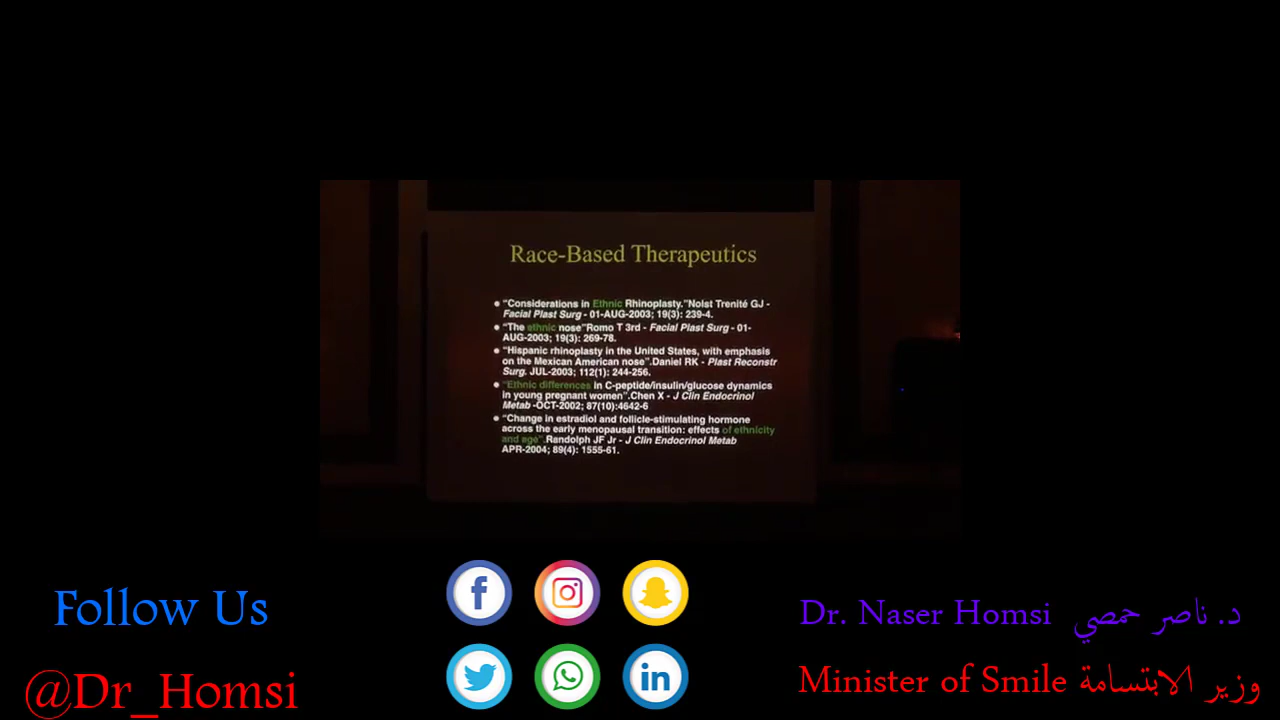 Race-Based Therapeutics
• “Considerations in Ethnic Rhinoplasty.”Nolst Trenité GJ -
Facial Plast Surg - 01-AUG-2003; 19(3): 239-4.
• “The ethnic nose”Romo T 3rd - Facial Plast Surg - 01-
AUG-2003; 19(3): 269-78.
• “Hispanic rhinoplasty in the United States, with emphasis
on the Mexican American nose”.Daniel RK - Plast Reconstr
Surg. JUL-2003; 112(1): 244-256.
• “Ethnic differences in C-peptide/insulin/glucose dynamics
in young pregnant women”.Chen X - J Clin Endocrinol
Metab -OCT-2002; 87(10):4642-6
• “Change in estradiol and follicle-stimulating hormone
across the early menopausal transition: effects of ethnicity
and age”.Randolph JF Jr - J Clin Endocrinol Metab
APR-2004; 89(4): 1555-61.
Follow Us
@Dr_Homsi
Dr. Naser Homsi د. ناصر حمصي
Minister of Smile وزير الابتسامة